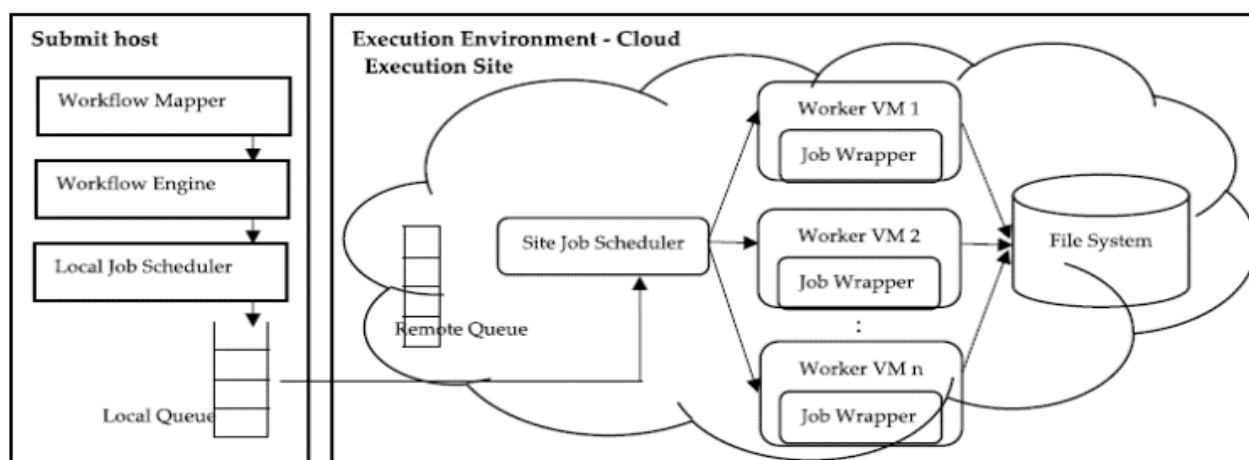 Submit host
Workflow Mapper
Workflow Engine
Local Job Scheduler
Local Queue
Execution Environment - Cloud
Execution Site
Remote Queue
Site Job Scheduler
Worker VM 1
Job Wrapper
Worker VM 2
Job Wrapper
:
Worker VM n
Job Wrapper
File System